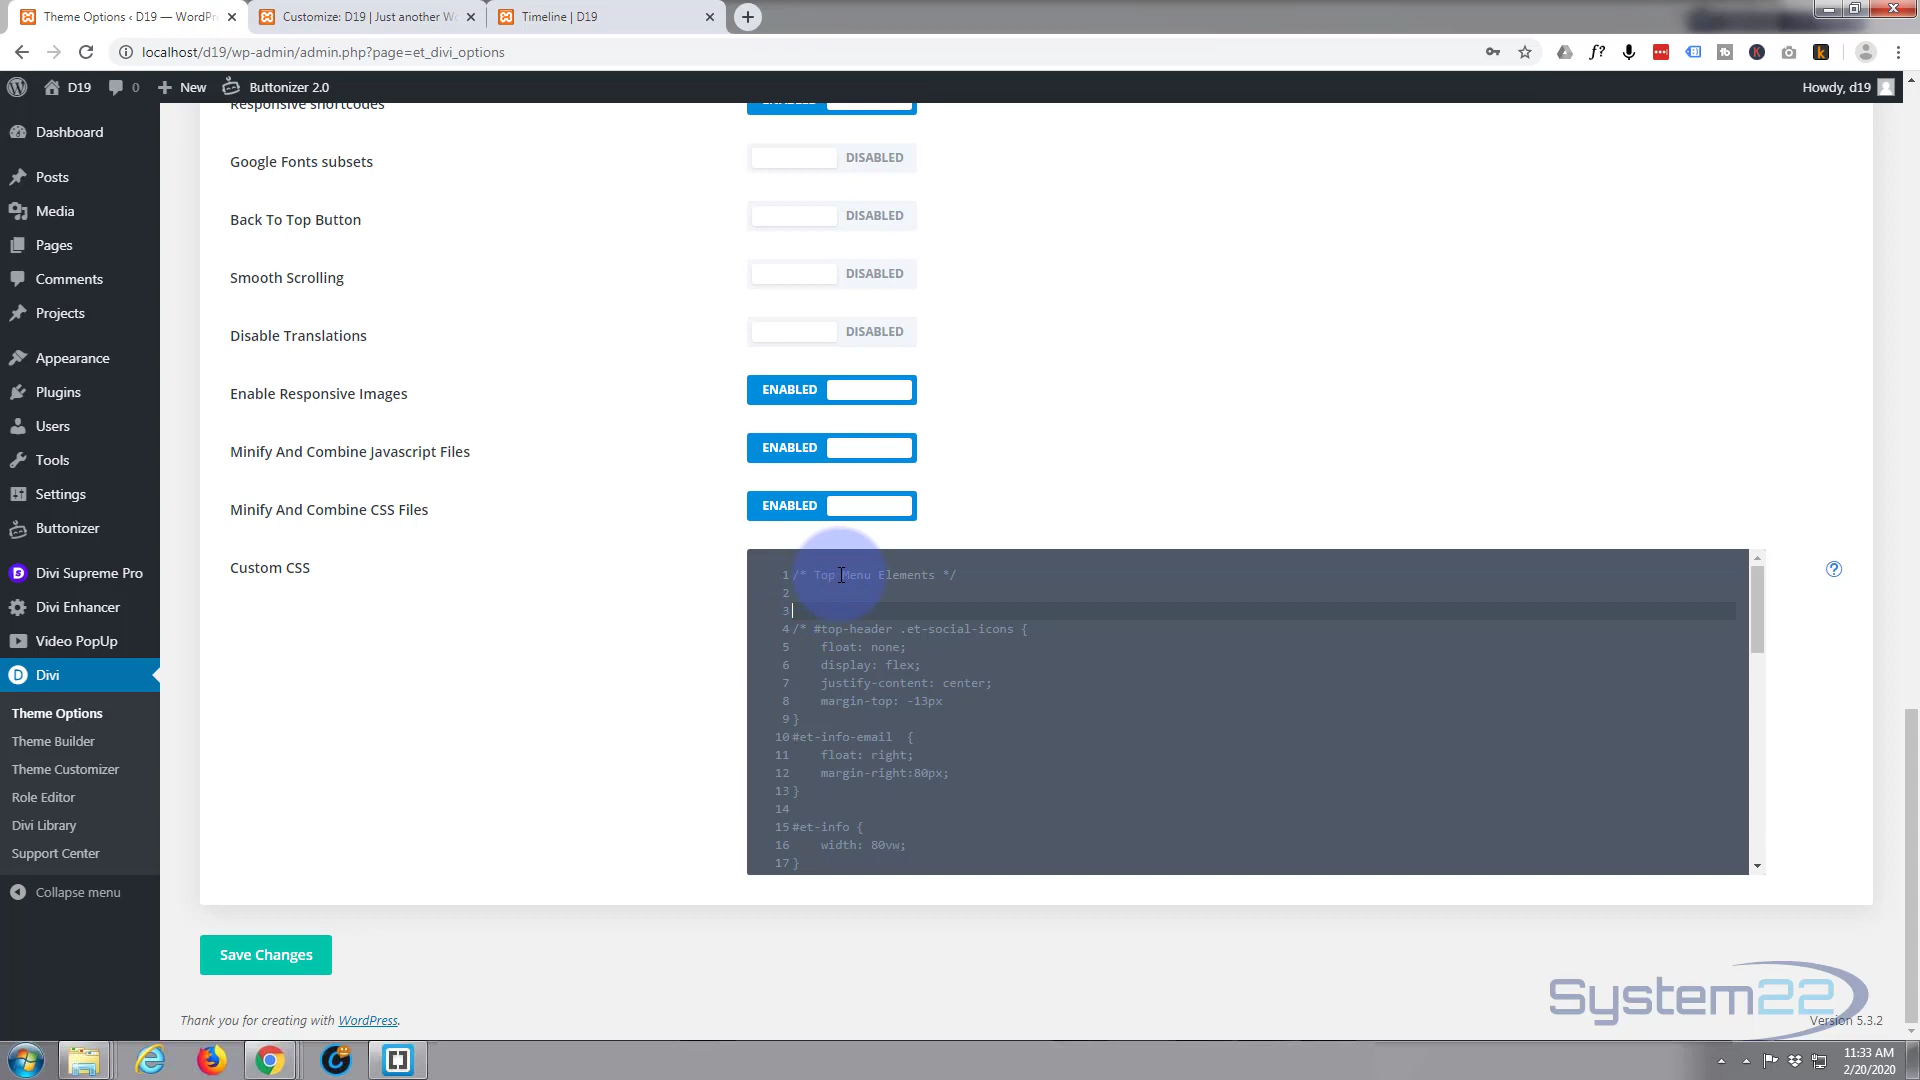 Theme Options ‹ D19 — WordPr
Customize: D19 | Just another Wo
Timeline | D19
localhost/d19/wp-admin/admin.php?page=et_divi_options
D19
0
New
Buttonizer 2.0
Howdy, d19
Dashboard
Posts
Media
Pages
Comments
Projects
Appearance
Plugins
Users
Tools
Settings
Buttonizer
Divi Supreme Pro
Divi Enhancer
Video PopUp
Divi
Theme Options
Theme Builder
Theme Customizer
Role Editor
Divi Library
Support Center
Collapse menu
Responsive shortcodes
ENABLED
Google Fonts subsets
DISABLED
Back To Top Button
DISABLED
Smooth Scrolling
DISABLED
Disable Translations
DISABLED
Enable Responsive Images
ENABLED
Minify And Combine Javascript Files
ENABLED
Minify And Combine CSS Files
ENABLED
Custom CSS
1 /* Top Menu Elements */
2
3
4 /* #top-header .et-social-icons {
5 float: none;
6 display: flex;
7 justify-content: center;
8 margin-top: -13px
9 }
10 #et-info-email {
11 float: right;
12 margin-right:80px;
13 }
14
15 #et-info {
16 width: 80vw;
17 }
Save Changes
Thank you for creating with WordPress.
System22
Version 5.3.2
11:33 AM
2/20/2020